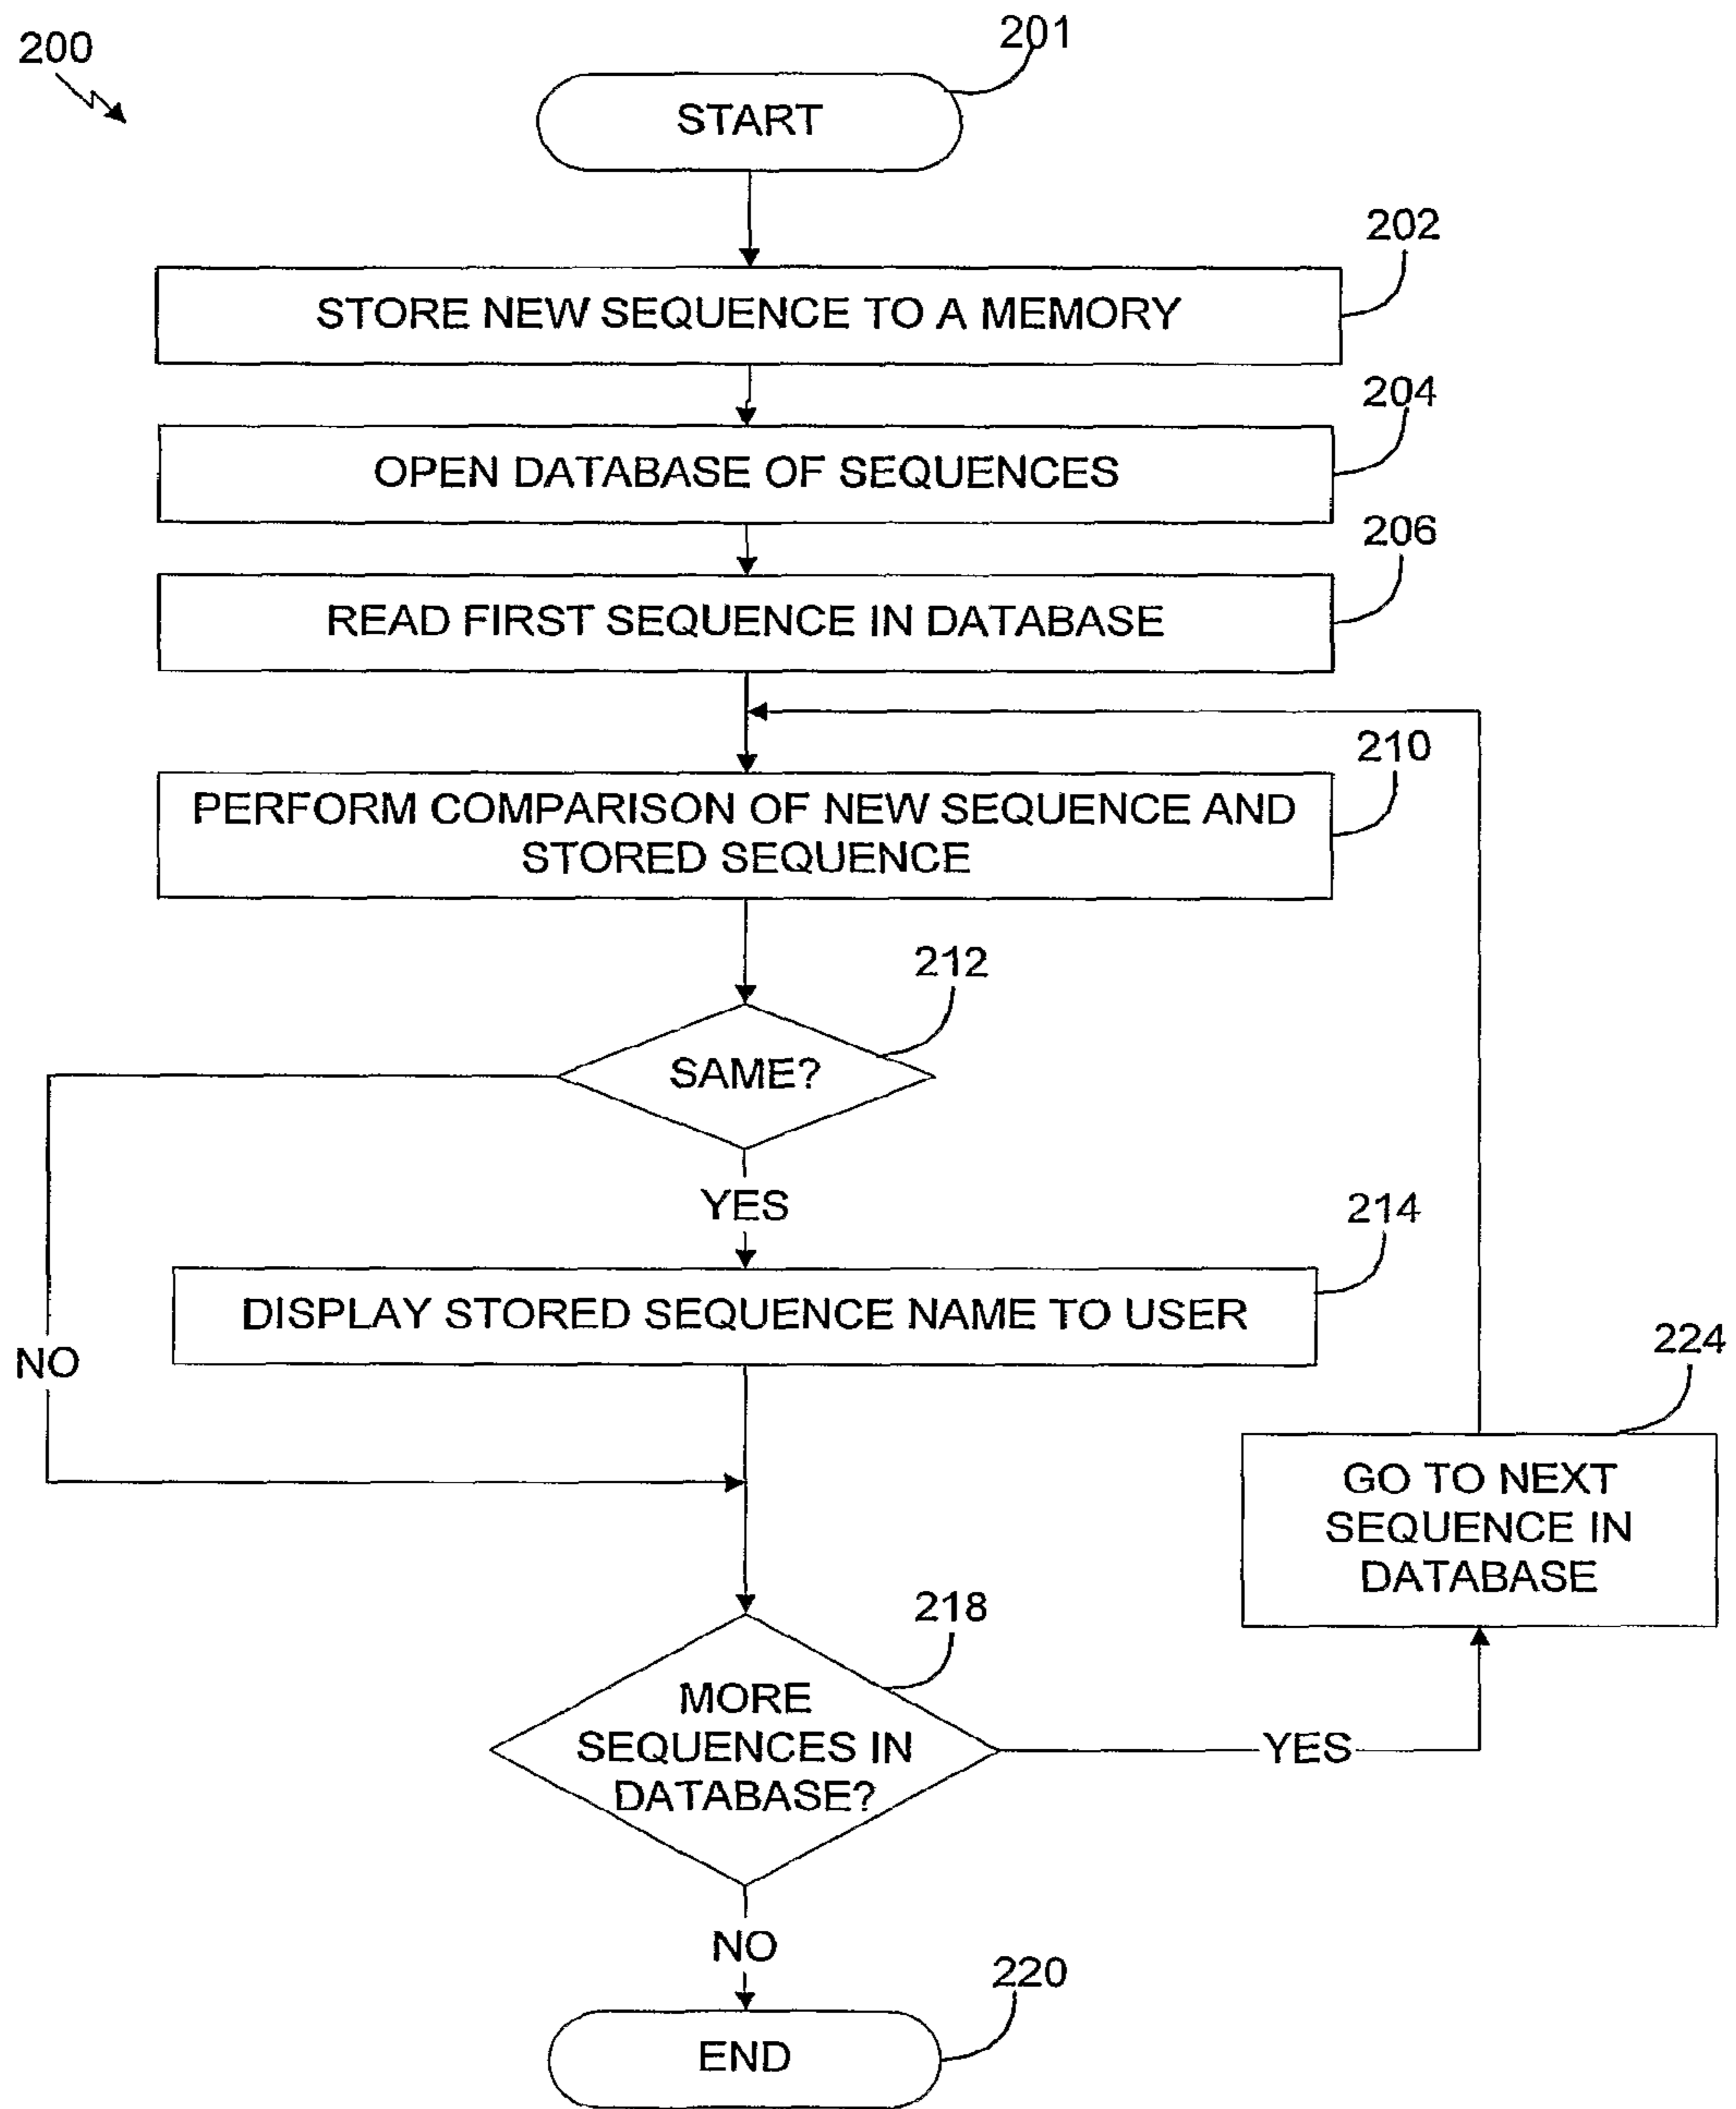 200
201
START
202
STORE NEW SEQUENCE TO A MEMORY
204
OPEN DATABASE OF SEQUENCES
206
READ FIRST SEQUENCE IN DATABASE
210
PERFORM COMPARISON OF NEW SEQUENCE AND
STORED SEQUENCE
212
SAME?
YES
214
DISPLAY STORED SEQUENCE NAME TO USER
NO
224
GO TO NEXT
SEQUENCE IN
DATABASE
218
MORE
SEQUENCES IN
DATABASE?
YES
NO
220
END